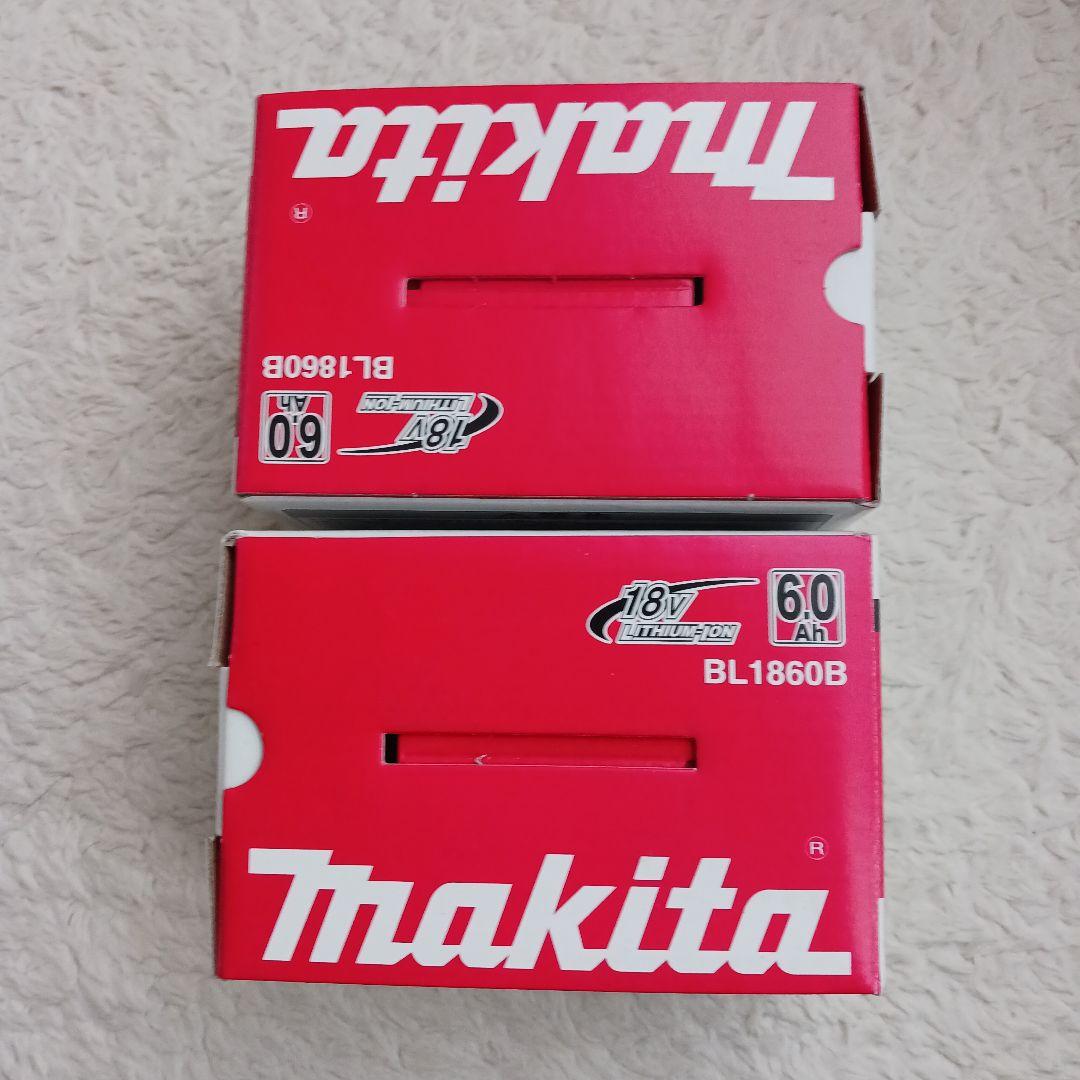 makita
®
BL1860B
18V
LITHIUM-ION
6.0
Ah
18V
LITHIUM-ION
6.0
Ah
BL1860B
®
makita